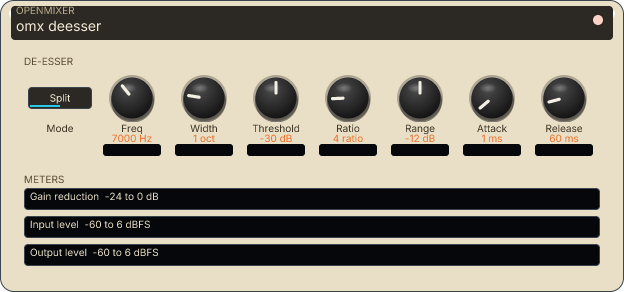 OPENMIXER
omx deesser
DE-ESSER
Split
Mode Freq Width Threshold Ratio Range Attack Release
7000 Hz 1 oct -30 dB 4 ratio -12 dB 1 ms 60 ms
METERS
Gain reduction -24 to 0 dB
Input level -60 to 6 dBFS
Output level -60 to 6 dBFS